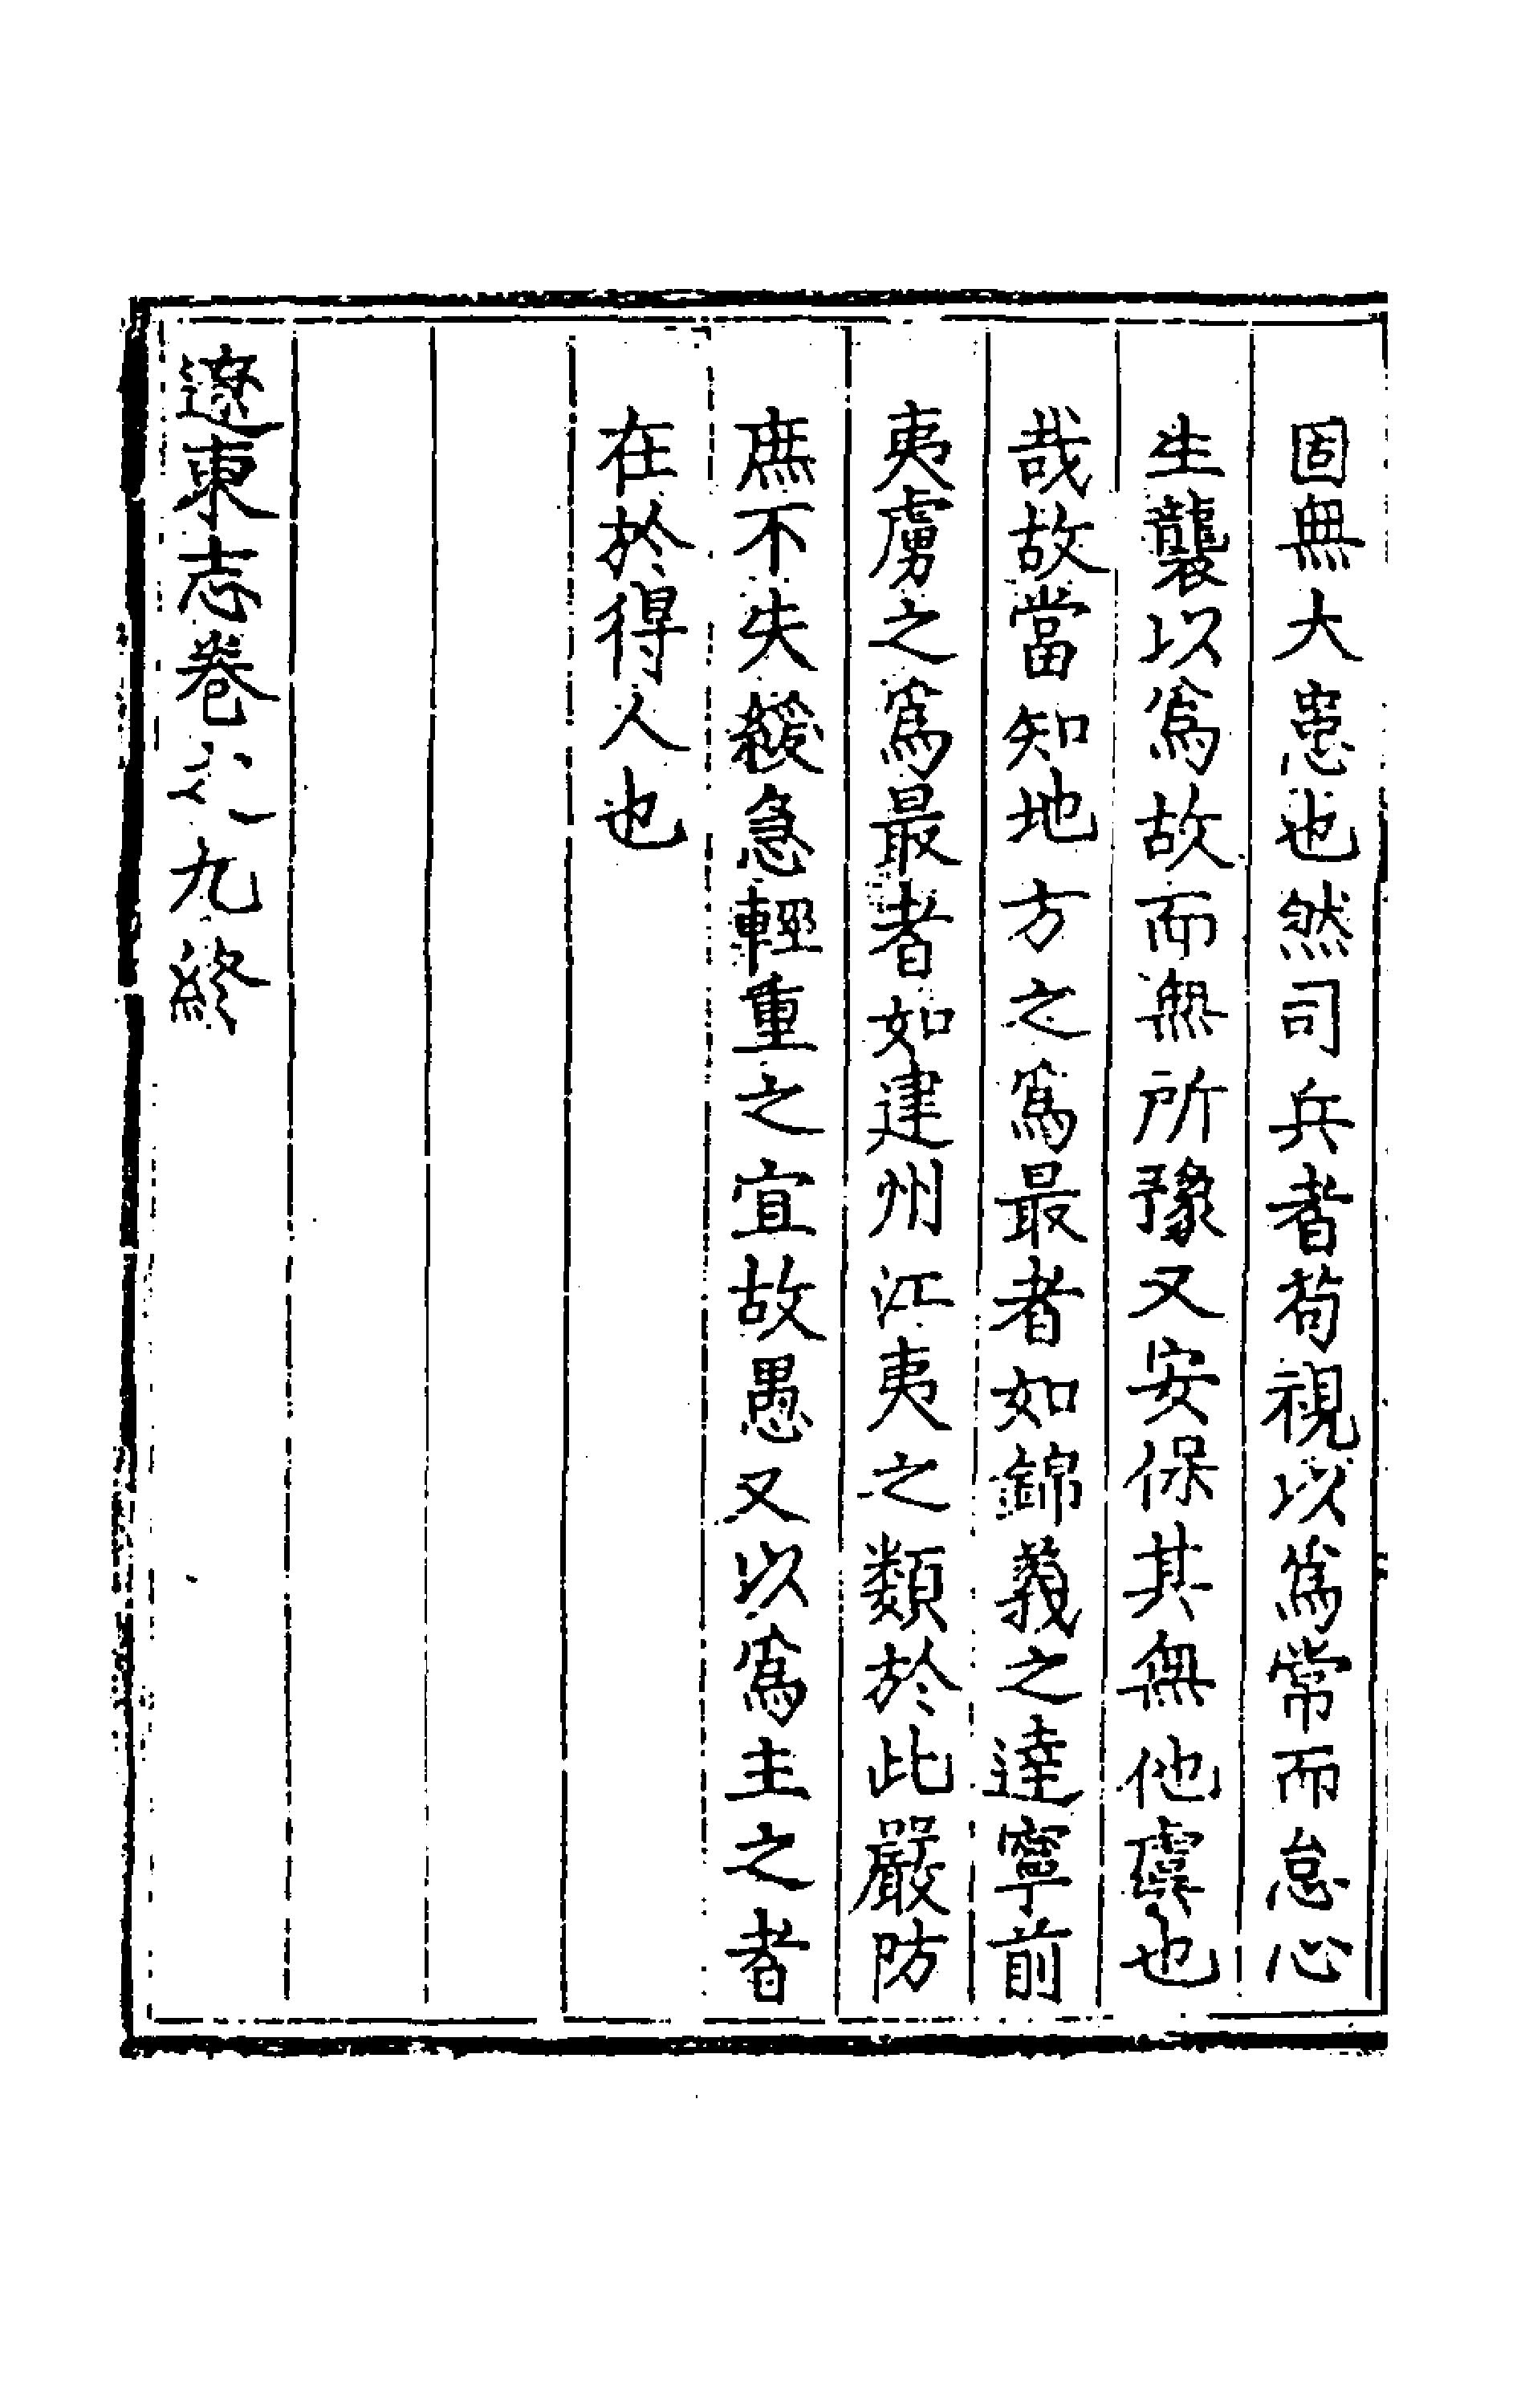 固無大患也然司兵者苟視以爲常而怠心
生襲以爲故而無所豫又安保其無他虞也
哉故當知地方之爲最者如錦義之達寧前
夷虜之爲最者如建州江夷之類於此嚴防
庶不失緩急輕重之宜故愚又以爲主之者
在於得人也
遼東志卷九終